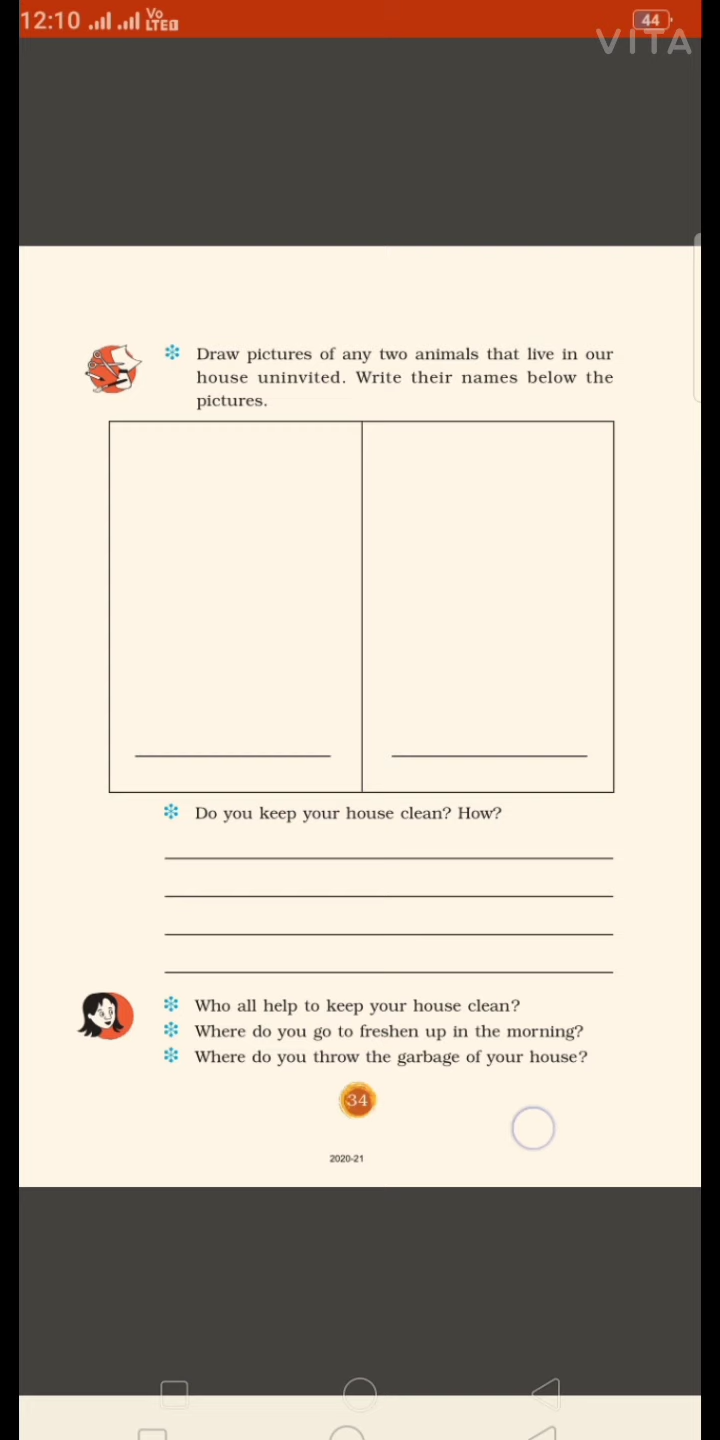 12:10
Vo
LTE
44
VITA
Draw pictures of any two animals that live in our
house uninvited. Write their names below the
pictures.
Do you keep your house clean? How?
Who all help to keep your house clean?
Where do you go to freshen up in the morning?
Where do you throw the garbage of your house?
34
2020-21